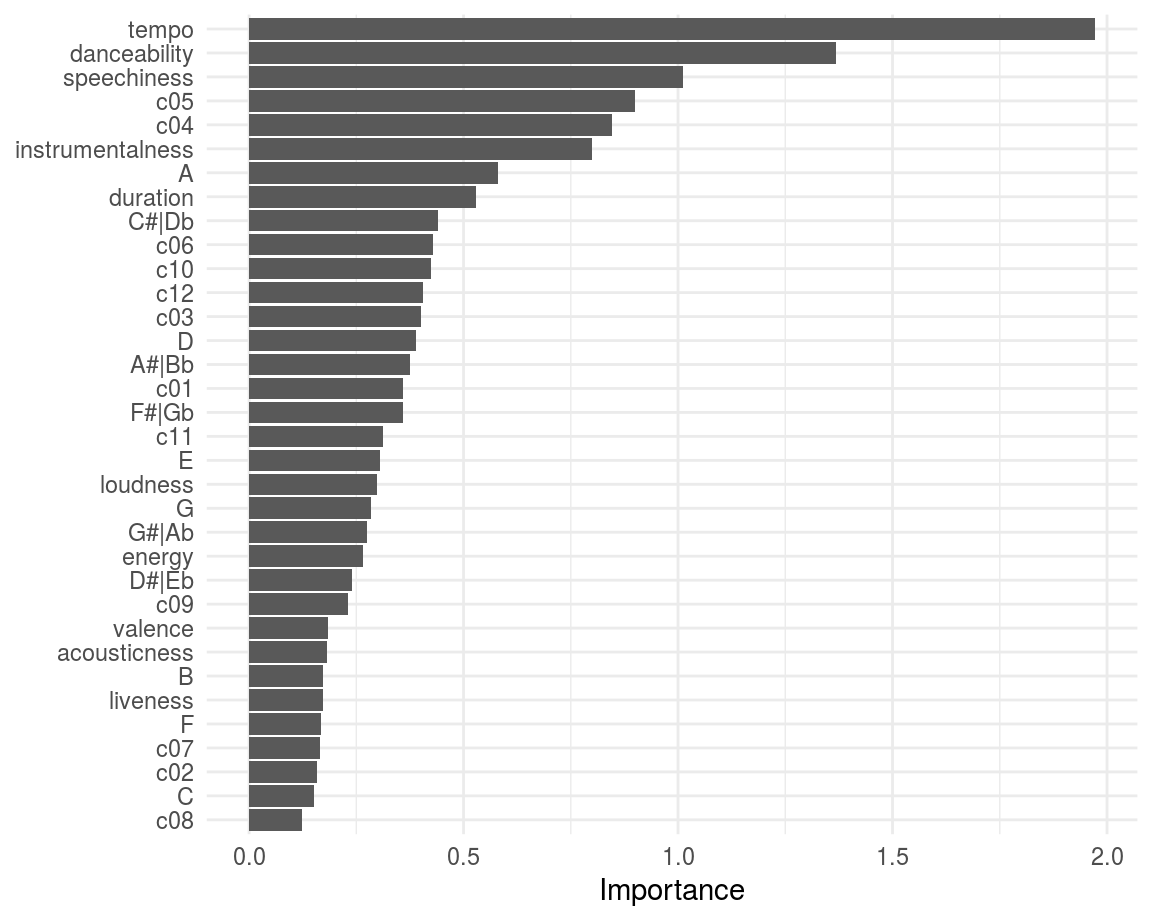 tempo
danceability
speechiness
c05
c04
instrumentalness
A
duration
C#|Db
c06
c10
c12
c03
D
A#|Bb
c01
F#|Gb
c11
E
loudness
G
G#|Ab
energy
D#|Eb
c09
valence
acousticness
B
liveness
F
c07
c02
C
c08
0.0 0.5 1.0 1.5 2.0
Importance